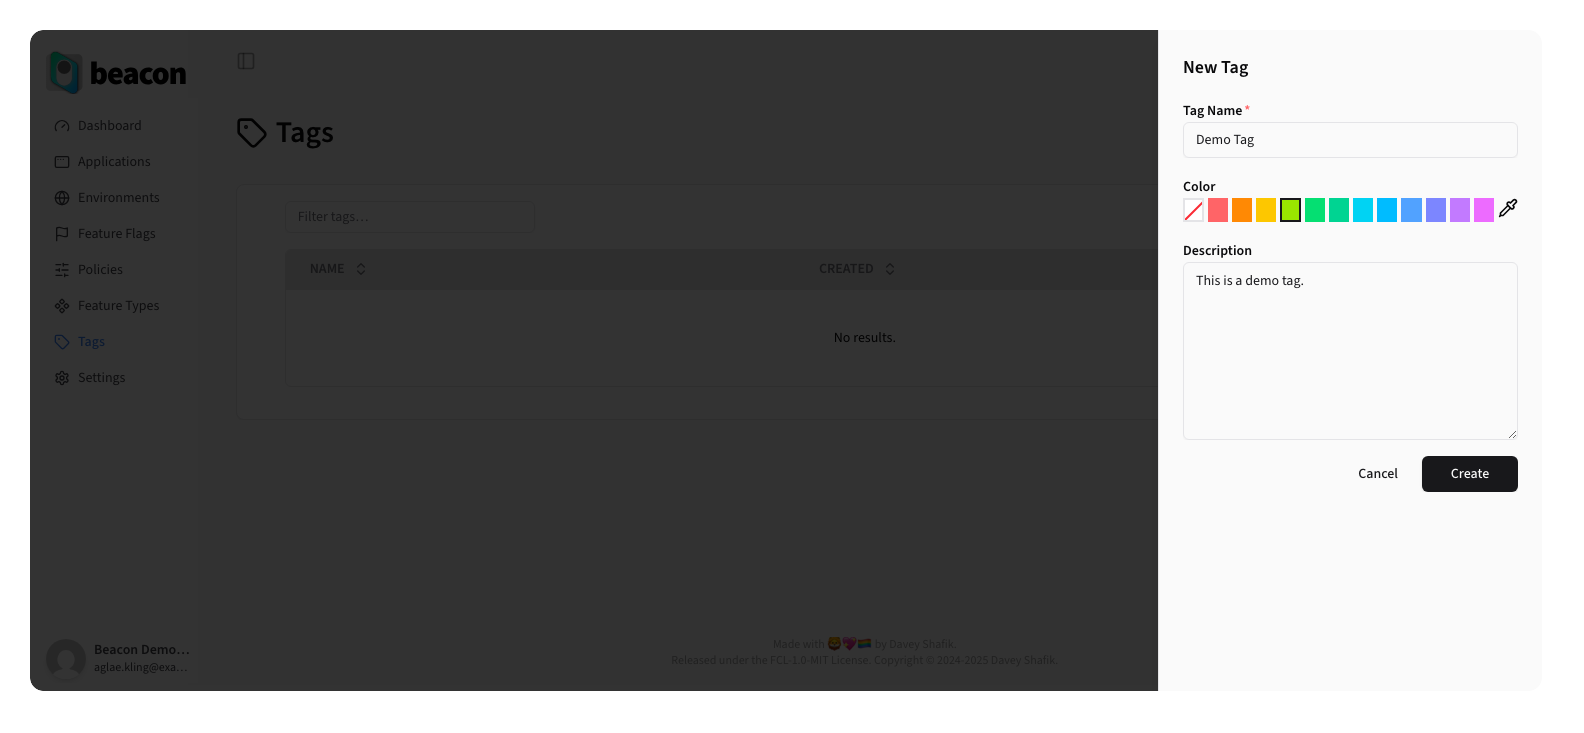 beacon
Dashboard
Applications
Environments
Feature Flags
Policies
Feature Types
Tags
Settings
Beacon Demo...
aglae.kling@exa...
Tags
Filter tags...
NAME
CREATED
No results.
Made with 🦁💖🏳️‍🌈 by Davey Shafik.
Released under the FCL-1.0-MIT License. Copyright © 2024-2025 Davey Shafik.
New Tag
Tag Name *
Demo Tag
Color
Description
This is a demo tag.
Cancel
Create